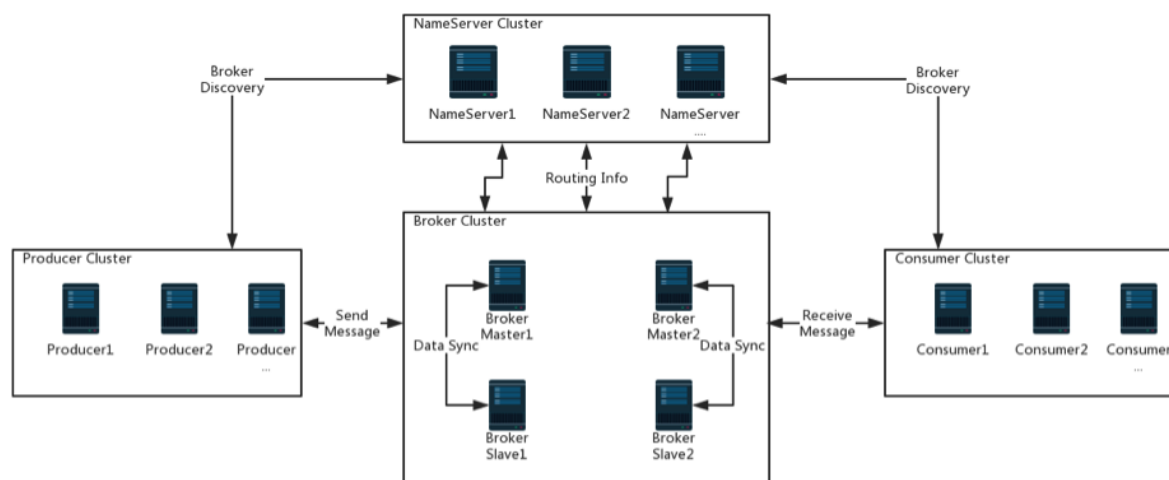 NameServer Cluster
NameServer1
NameServer2
NameServer
....
Broker
Discovery
Broker
Discovery
Routing Info
Broker Cluster
Producer Cluster
Producer1
Producer2
Producer
...
Send
Message
Broker
Master1
Broker
Master2
Data Sync
Data Sync
Broker
Slave1
Broker
Slave2
Receive
Message
Consumer Cluster
Consumer1
Consumer2
Consumer
...